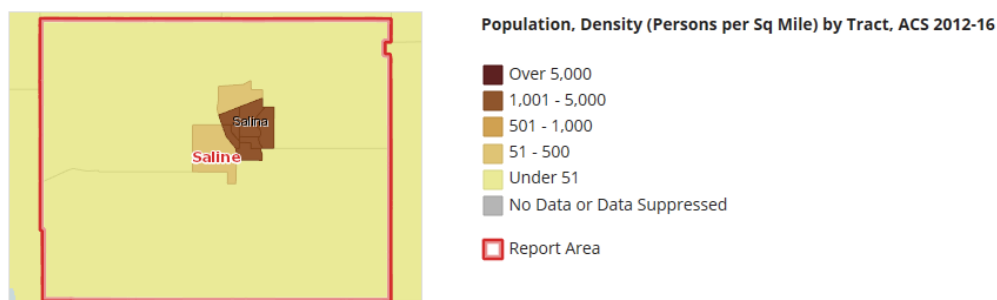 Population, Density (Persons per Sq Mile) by Tract, ACS 2012-16
Over 5,000
1,001 - 5,000
501 - 1,000
51 - 500
Under 51
No Data or Data Suppressed
Report Area
Salina
Saline